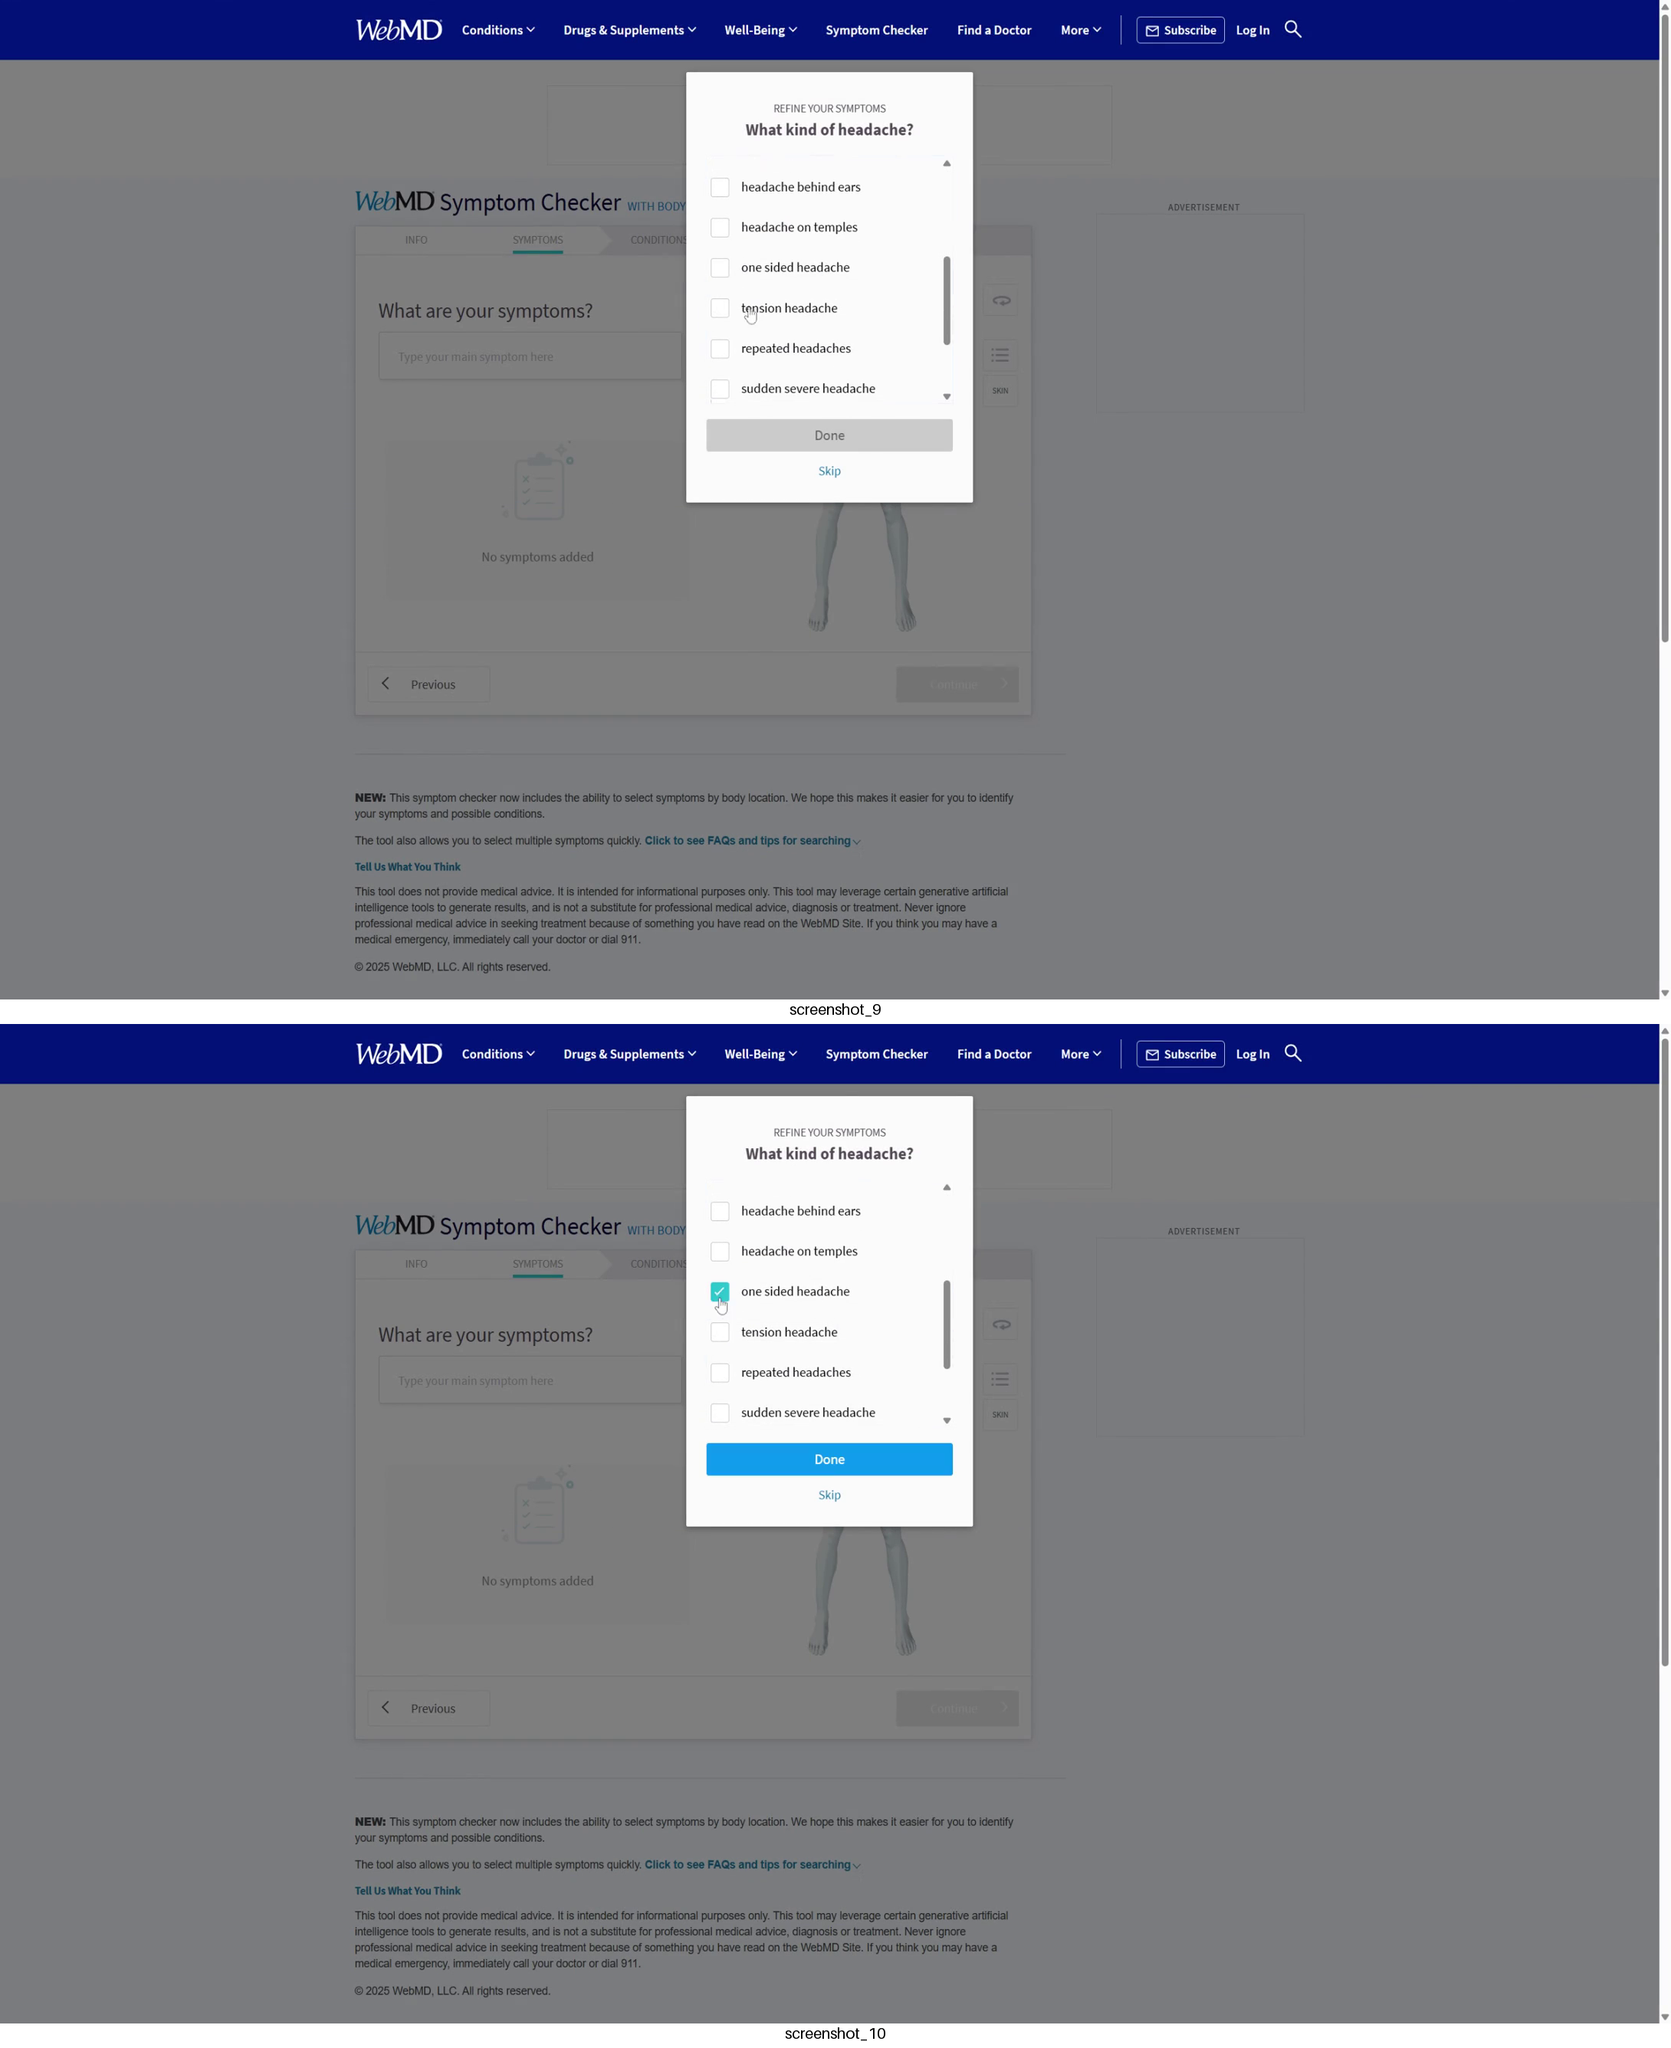 WebMD Conditions Drugs & Supplements Well-Being Symptom Checker Find a Doctor More Subscribe Log In
REFINE YOUR SYMPTOMS
What kind of headache?
headache behind ears
headache on temples
one sided headache
tension headache
repeated headaches
sudden severe headache
Done
Skip
WebMD Symptom Checker WITH BODY
ADVERTISEMENT
INFO SYMPTOMS CONDITIONS
What are your symptoms?
Type your main symptom here
SKIN
No symptoms added
Previous Continue
NEW: This symptom checker now includes the ability to select symptoms by body location. We hope this makes it easier for you to identify
your symptoms and possible conditions.
The tool also allows you to select multiple symptoms quickly. Click to see FAQs and tips for searching
Tell Us What You Think
This tool does not provide medical advice. It is intended for informational purposes only. This tool may leverage certain generative artificial
intelligence tools to generate results, and is not a substitute for professional medical advice, diagnosis or treatment. Never ignore
professional medical advice in seeking treatment because of something you have read on the WebMD Site. If you think you may have a
medical emergency, immediately call your doctor or dial 911.
© 2025 WebMD, LLC. All rights reserved.
screenshot_9
WebMD Conditions Drugs & Supplements Well-Being Symptom Checker Find a Doctor More Subscribe Log In
REFINE YOUR SYMPTOMS
What kind of headache?
headache behind ears
headache on temples
one sided headache
tension headache
repeated headaches
sudden severe headache
Done
Skip
WebMD Symptom Checker WITH BODY
ADVERTISEMENT
INFO SYMPTOMS CONDITIONS
What are your symptoms?
Type your main symptom here
SKIN
No symptoms added
Previous Continue
NEW: This symptom checker now includes the ability to select symptoms by body location. We hope this makes it easier for you to identify
your symptoms and possible conditions.
The tool also allows you to select multiple symptoms quickly. Click to see FAQs and tips for searching
Tell Us What You Think
This tool does not provide medical advice. It is intended for informational purposes only. This tool may leverage certain generative artificial
intelligence tools to generate results, and is not a substitute for professional medical advice, diagnosis or treatment. Never ignore
professional medical advice in seeking treatment because of something you have read on the WebMD Site. If you think you may have a
medical emergency, immediately call your doctor or dial 911.
© 2025 WebMD, LLC. All rights reserved.
screenshot_10